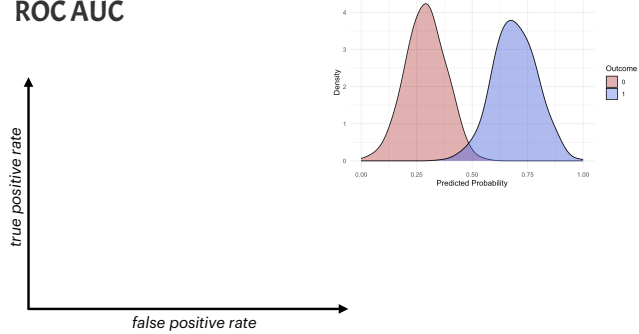 ROC AUC
true positive rate
false positive rate
Density
4
3
2
1
0
0.00 0.25 0.50 0.75 1.00
Predicted Probability
Outcome
0
1